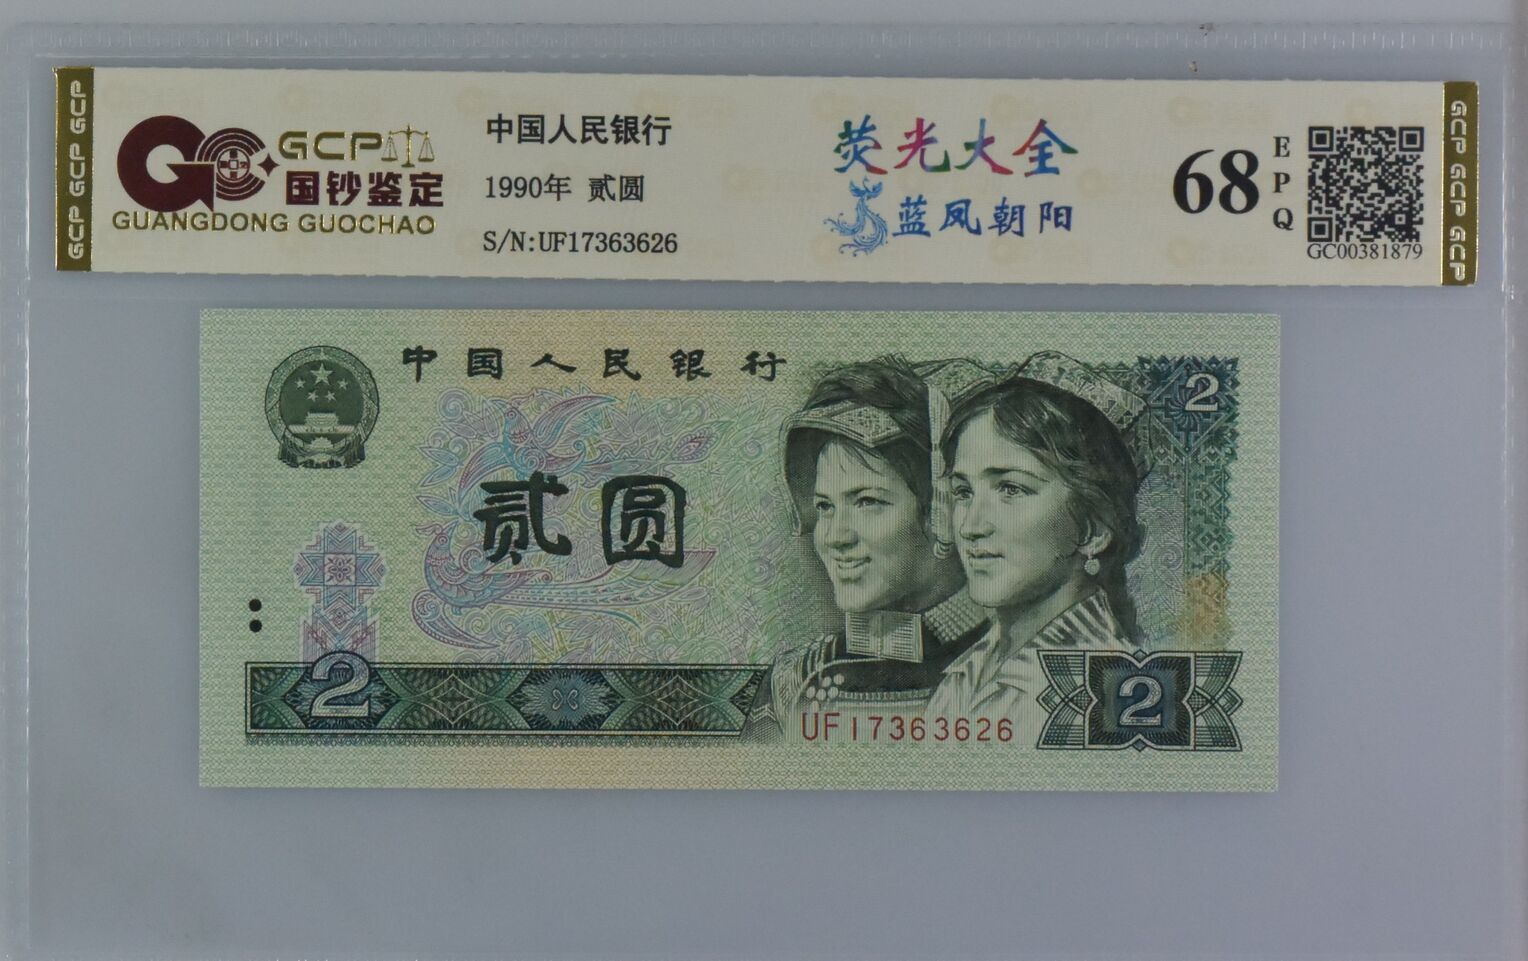 GCP GCP GCP
GCP
国钞鉴定
GUANGDONG GUOCHAO
中国人民银行
1990年 贰圆
S/N:UF17363626
荧光大全
蓝凤朝阳
68
EPQ
GC00381879
GCP GCP GCP
中国人民银行
2
贰圆
2
UF17363626
2